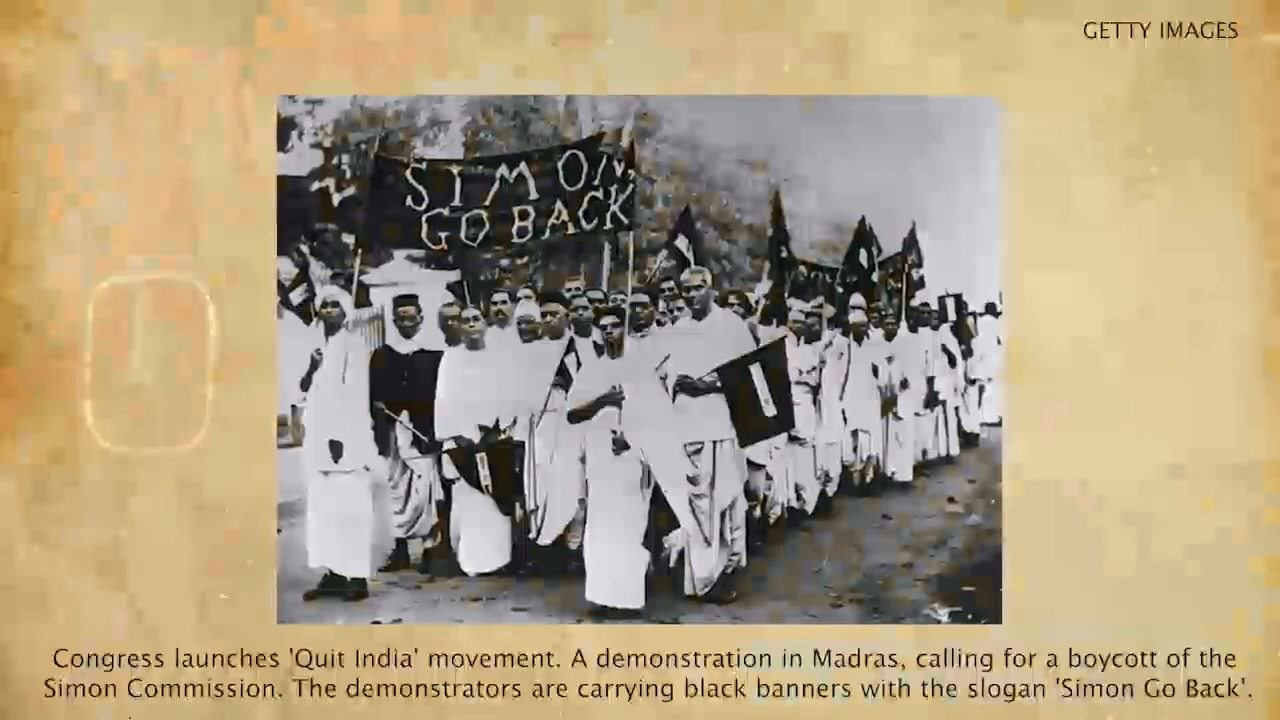 GETTY IMAGES
SIMON
GO BACK
Congress launches 'Quit India' movement. A demonstration in Madras, calling for a boycott of the
Simon Commission. The demonstrators are carrying black banners with the slogan 'Simon Go Back'.